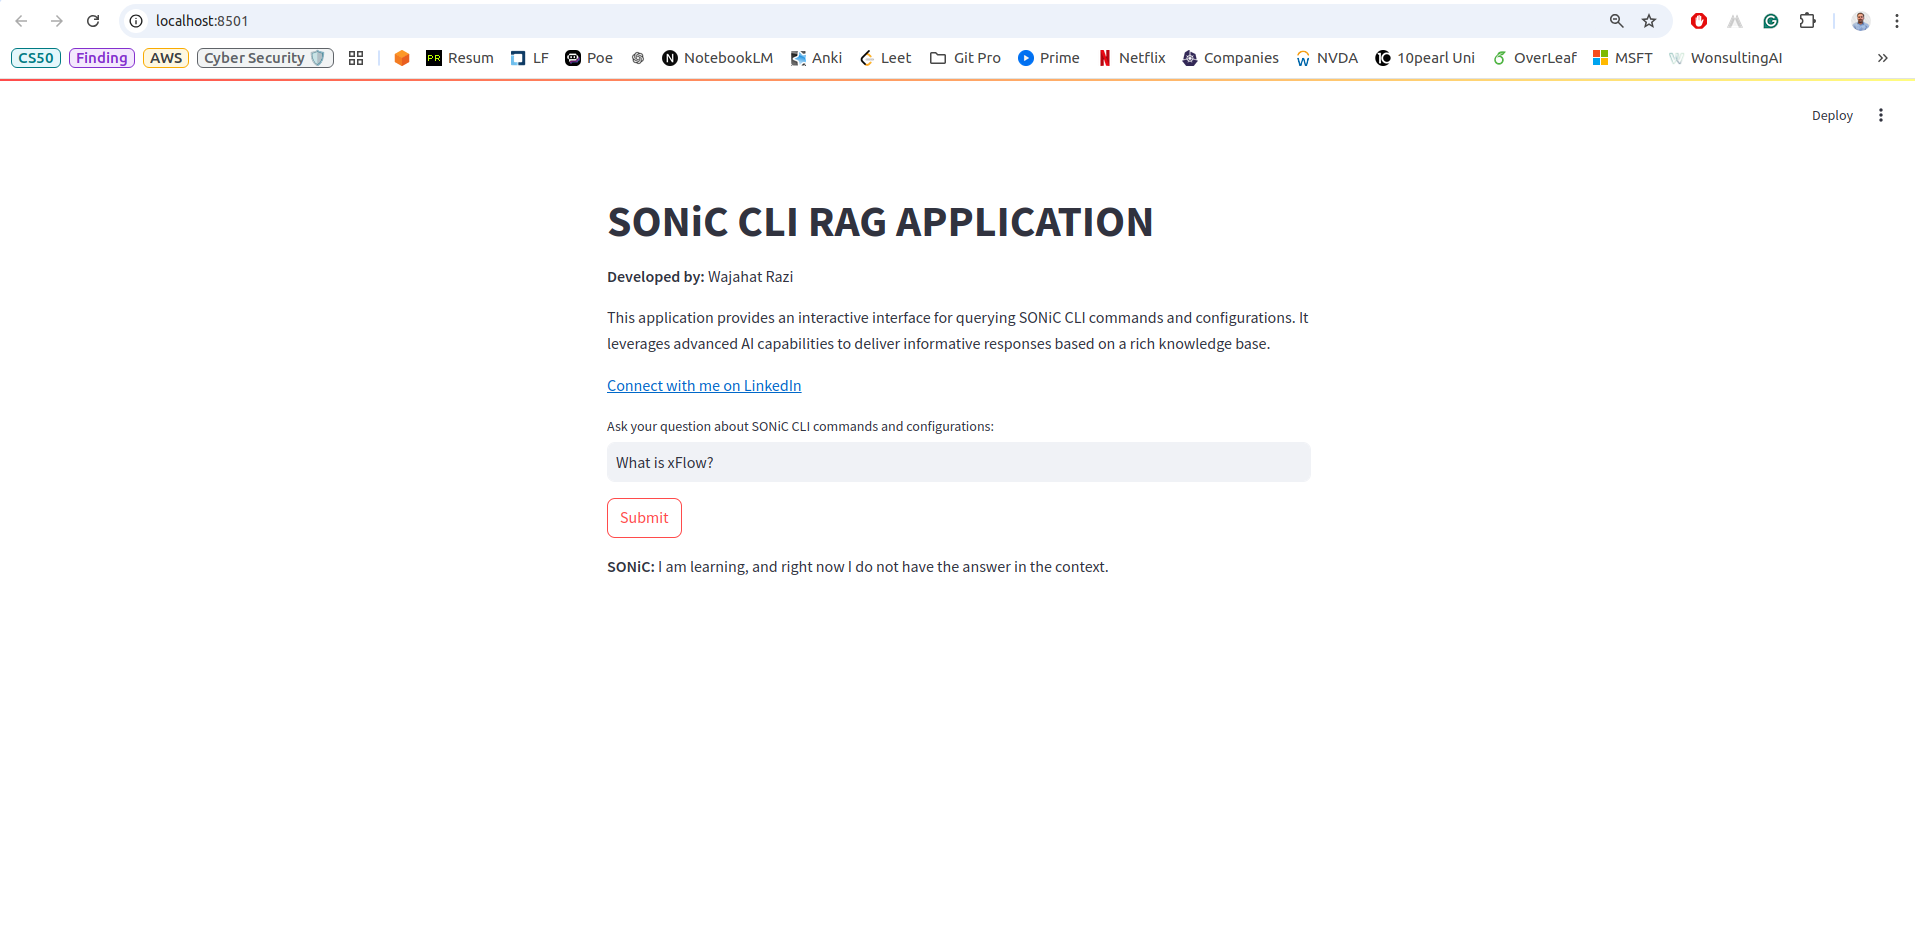 localhost:8501
CS50 Finding AWS Cyber Security Resum LF Poe NotebookLM Anki Leet Git Pro Prime Netflix Companies NVDA 10pearl Uni OverLeaf MSFT WonsultingAI »
Deploy
SONiC CLI RAG APPLICATION
Developed by: Wajahat Razi
This application provides an interactive interface for querying SONiC CLI commands and configurations. It
leverages advanced AI capabilities to deliver informative responses based on a rich knowledge base.
Connect with me on LinkedIn
Ask your question about SONiC CLI commands and configurations:
What is xFlow?
Submit
SONiC: I am learning, and right now I do not have the answer in the context.